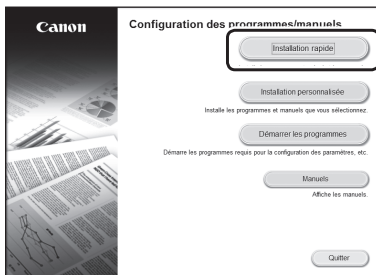 Canon
Configuration des programmes/manuels
Installation rapide
Installation personnalisée
Installe les programmes et manuels que vous sélectionnez.
Démarrer les programmes
Démarre les programmes requis pour la configuration des paramètres, etc.
Manuels
Affiche les manuels.
Quitter